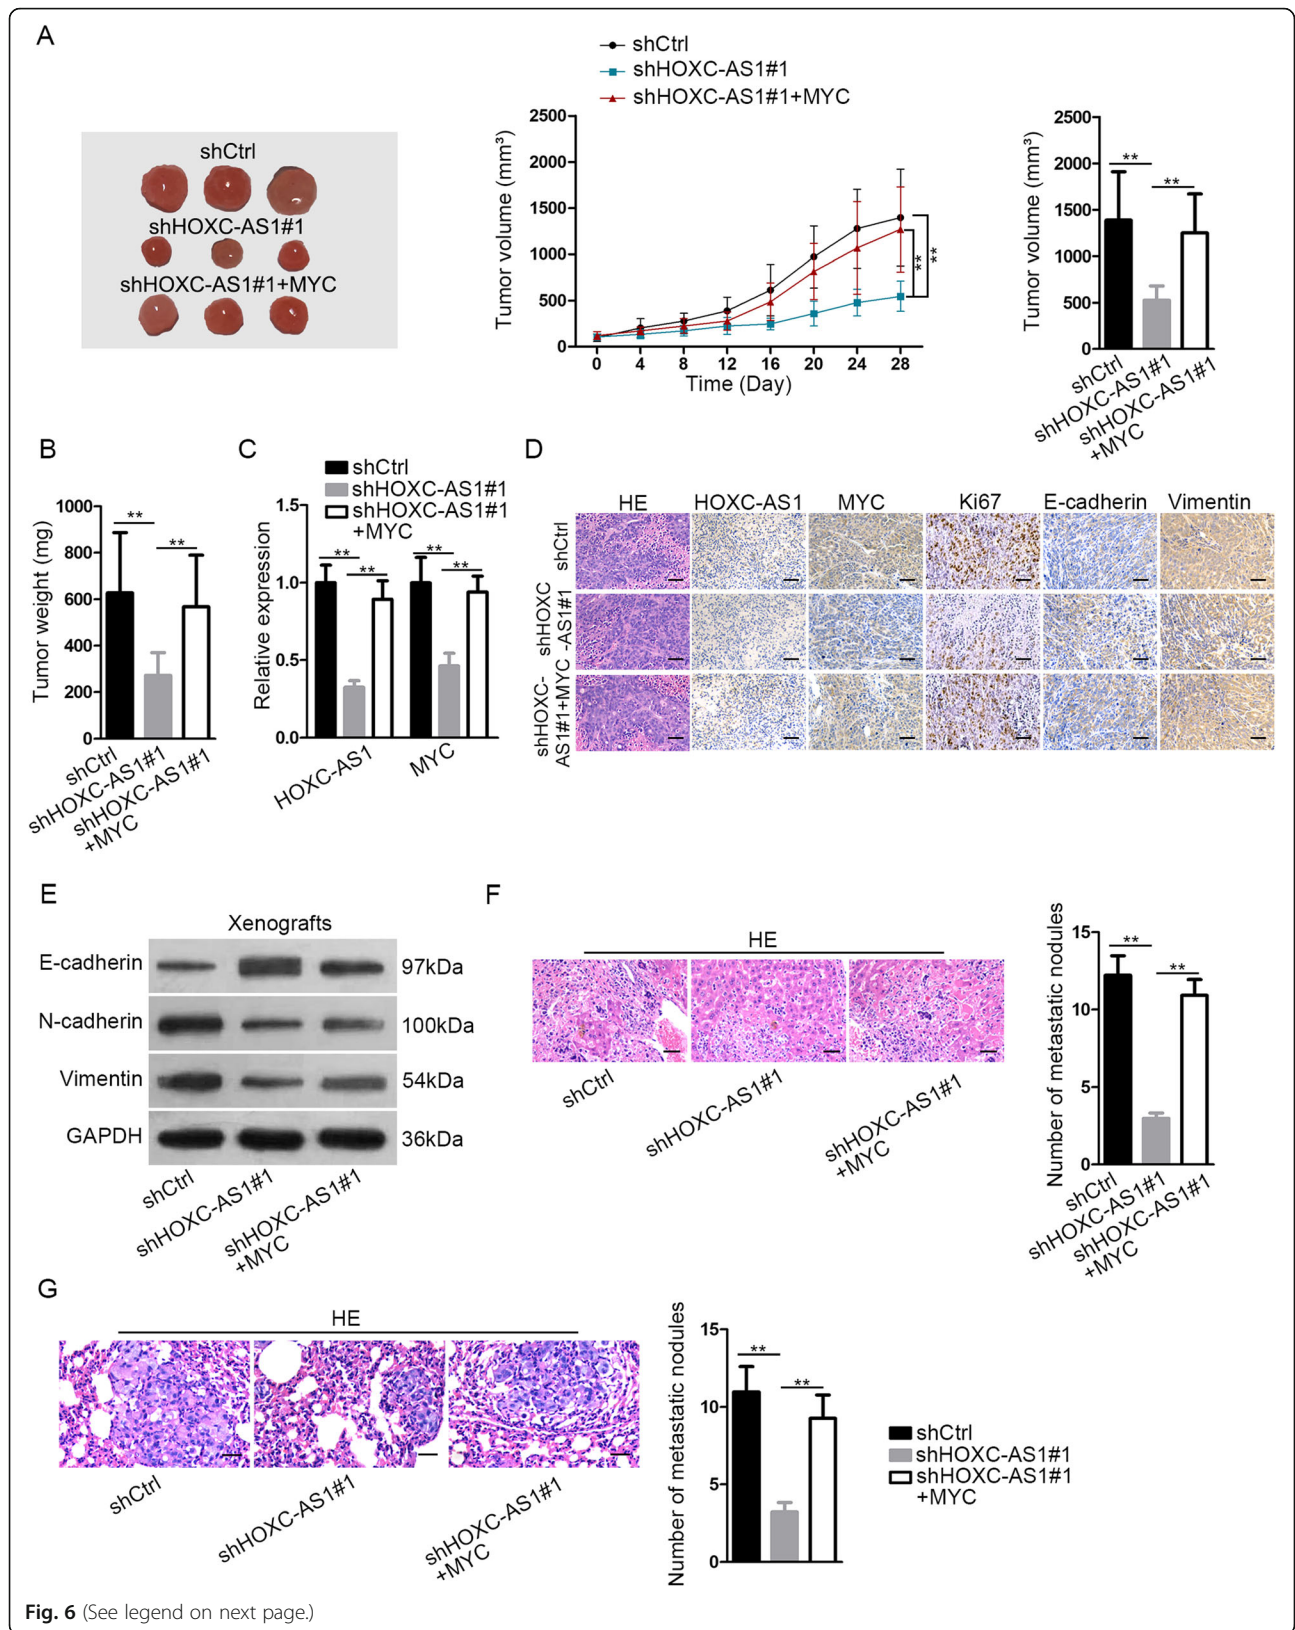 A
shCtrl
shHOXC-AS1#1
shHOXC-AS1#1+MYC
shCtrl
shHOXC-AS1#1
shHOXC-AS1#1+MYC
Tumor volume (mm³)
2500
2000
1500
1000
500
0
0 4 8 12 16 20 24 28
Time (Day)
**
**
Tumor volume (mm³)
2500
2000
1500
1000
500
0
**
**
shCtrl
shHOXC-AS1#1
shHOXC-AS1#1
+MYC
B
Tumor weight (mg)
1000
800
600
400
200
0
**
**
shCtrl
shHOXC-AS1#1
shHOXC-AS1#1
+MYC
C
shCtrl
shHOXC-AS1#1
shHOXC-AS1#1
+MYC
Relative expression
1.5
1.0
0.5
0.0
**
**
**
**
HOXC-AS1
MYC
D
HE HOXC-AS1 MYC Ki67 E-cadherin Vimentin
shCtrl
shHOXC
-AS1#1
shHOXC-
AS1#1+MYC
E
Xenografts
E-cadherin 97kDa
N-cadherin 100kDa
Vimentin 54kDa
GAPDH 36kDa
shCtrl
shHOXC-AS1#1
shHOXC-AS1#1
+MYC
F
HE
shCtrl
shHOXC-AS1#1
shHOXC-AS1#1
+MYC
Number of metastatic nodules
15
10
5
0
**
**
shCtrl
shHOXC-AS1#1
shHOXC-AS1#1
+MYC
G
HE
shCtrl
shHOXC-AS1#1
shHOXC-AS1#1
+MYC
Number of metastatic nodules
15
10
5
0
**
**
shCtrl
shHOXC-AS1#1
shHOXC-AS1#1
+MYC
Fig. 6 (See legend on next page.)